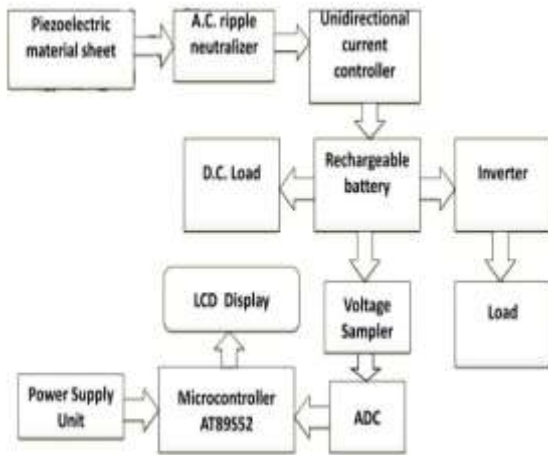 Piezoelectric
material sheet
A.C. ripple
neutralizer
Unidirectional
current
controller
D.C. Load
Rechargeable
battery
Inverter
LCD Display
Voltage
Sampler
Load
Power Supply
Unit
Microcontroller
AT89S52
ADC